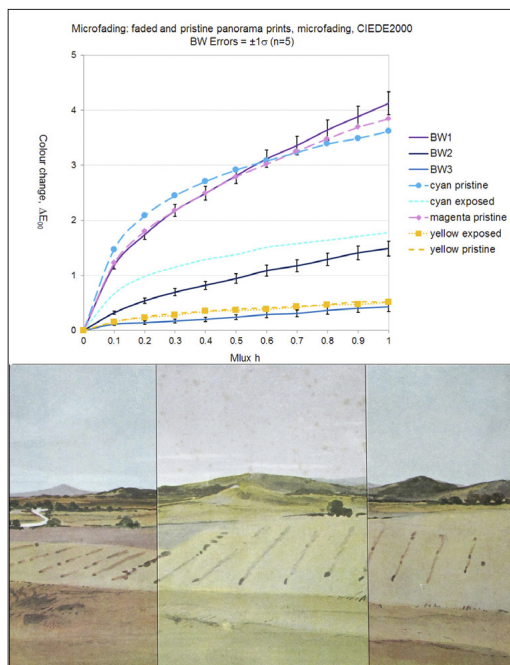 Microfading: faded and pristine panorama prints, microfading, CIEDE2000
BW Errors = ±1σ (n=5)
Colour change, ΔE₀₀
5
4
3
2
1
0
0 0.1 0.2 0.3 0.4 0.5 0.6 0.7 0.8 0.9 1
Mlux h
BW1
BW2
BW3
cyan pristine
cyan exposed
magenta pristine
yellow exposed
yellow pristine